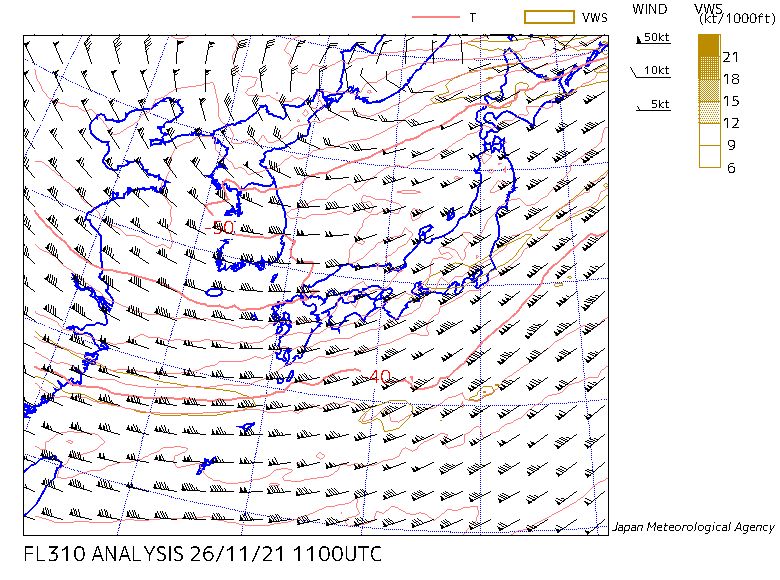 T
VWS
WIND
50kt
10kt
5kt
VWS
(kt/1000ft)
21
18
15
12
9
6
-50
-40
Japan Meteorological Agency
FL310 ANALYSIS 26/11/21 1100UTC